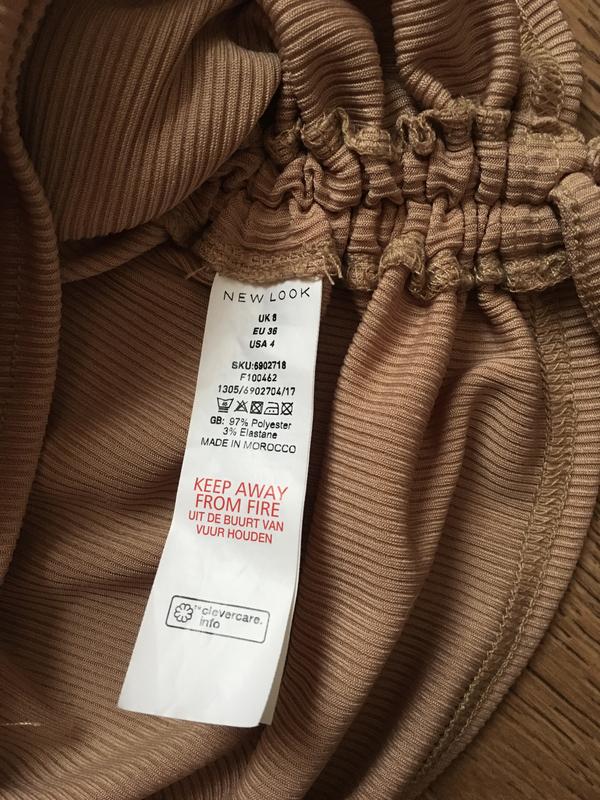 NEW LOOK
UK 8
EU 36
USA 4
SKU:6902718
F100462
1305/6902704/17
GB: 97% Polyester
3% Elastane
MADE IN MOROCCO
KEEP AWAY
FROM FIRE
UIT DE BUURT VAN
VUUR HOUDEN
™clevercare.
info